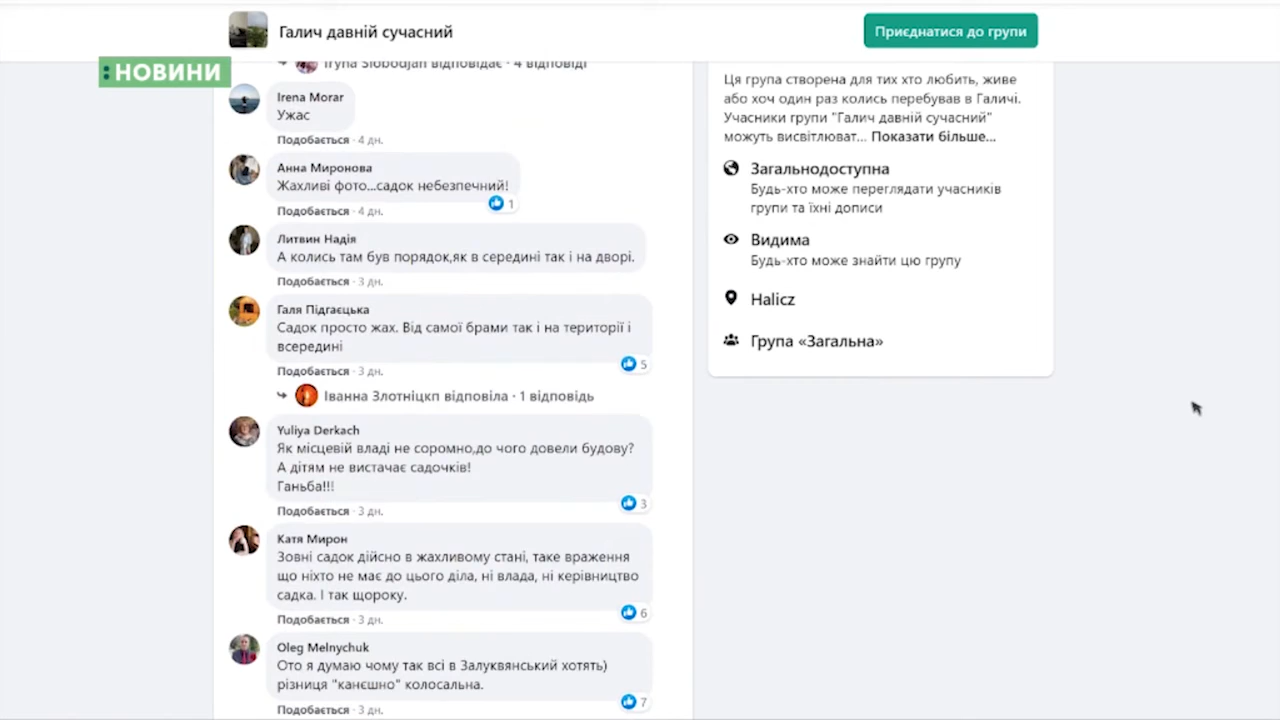 Галич давній сучасний
Приєднатися до групи
: НОВИНИ
Iryna Slobodjan відповідає · 4 відповіді
Irena Morar
Ужас
Подобається · 4 дн.
Анна Миронова
Жахливі фото...садок небезпечний!
1
Подобається · 4 дн.
Литвин Надія
А колись там був порядок,як в середині так і на дворі.
Подобається · 3 дн.
Галя Підгаєцька
Садок просто жах. Від самої брами так і на території і
всередині
5
Подобається · 3 дн.
Іванна Злотніцкп відповіла · 1 відповідь
Yuliya Derkach
Як місцевій владі не соромно,до чого довели будову?
А дітям не вистачає садочків!
Ганьба!!!
3
Подобається · 3 дн.
Катя Мирон
Зовні садок дійсно в жахливому стані, таке враження
що ніхто не має до цього діла, ні влада, ні керівництво
садка. І так щороку.
6
Подобається · 3 дн.
Oleg Melnychuk
Ото я думаю чому так всі в Залуквянський хотять)
різниця "канєшно" колосальна.
7
Подобається · 3 дн.
Ця група створена для тих хто любить, живе
або хоч один раз колись перебував в Галичі.
Учасники групи "Галич давній сучасний"
можуть висвітлюват... Показати більше...
Загальнодоступна
Будь-хто може переглядати учасників
групи та їхні дописи
Видима
Будь-хто може знайти цю групу
Halicz
Група «Загальна»